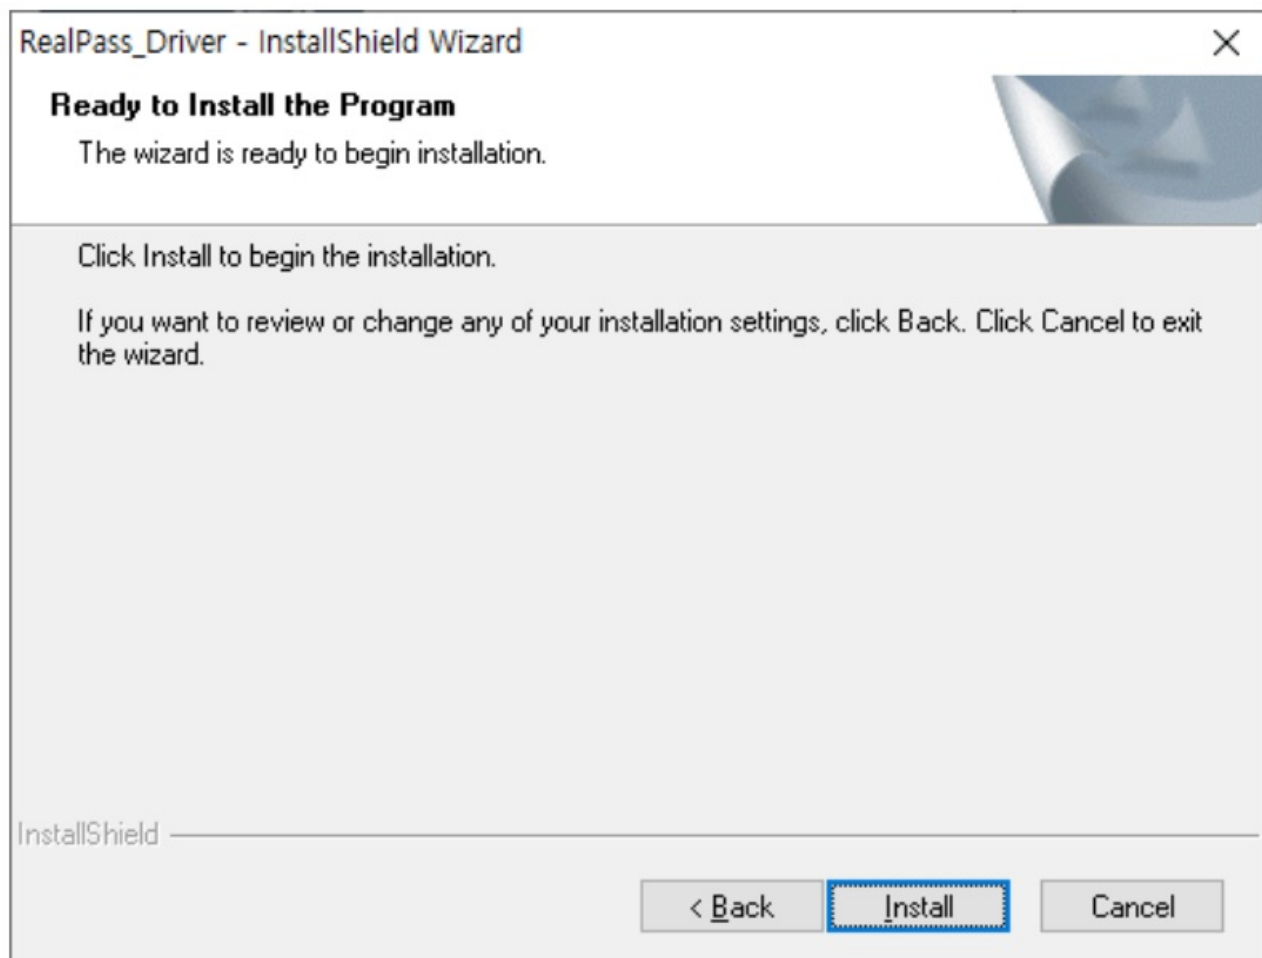 RealPass_Driver - InstallShield Wizard
Ready to Install the Program
The wizard is ready to begin installation.
Click Install to begin the installation.
If you want to review or change any of your installation settings, click Back. Click Cancel to exit
the wizard.
InstallShield
< Back
Install
Cancel